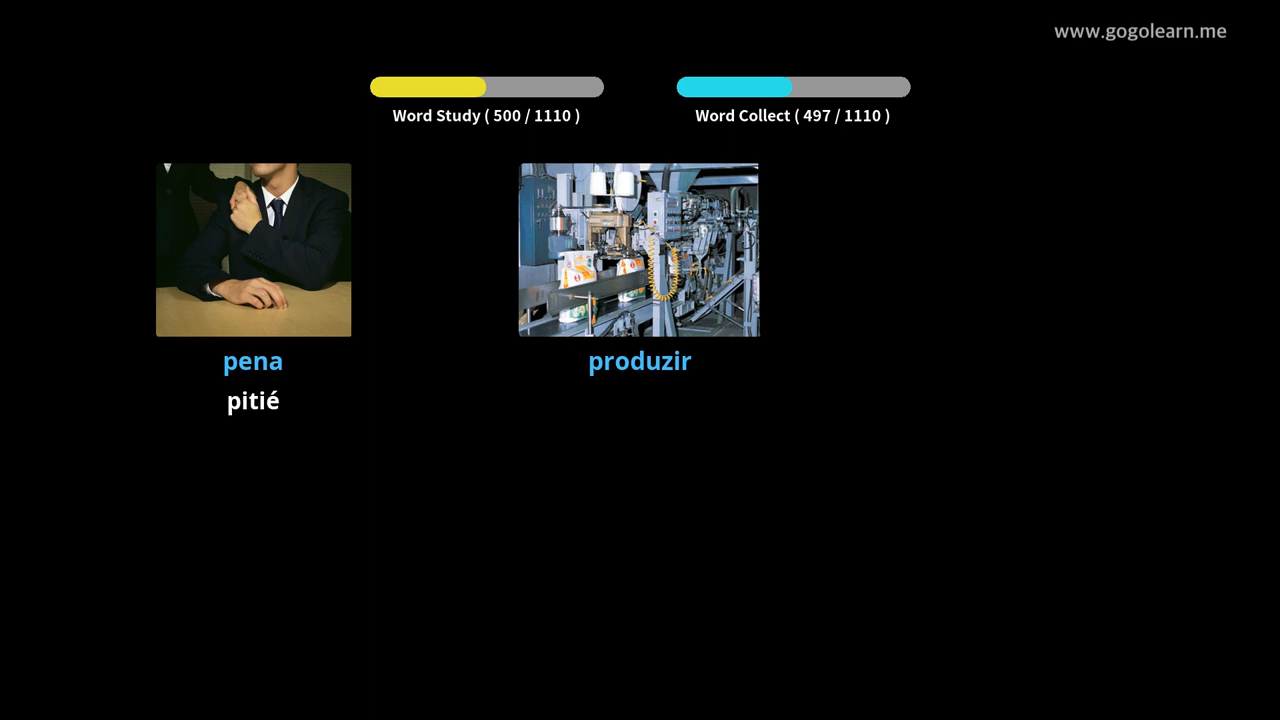 www.gogolearn.me
Word Study ( 500 / 1110 )
Word Collect ( 497 / 1110 )
pena
produzir
pitié